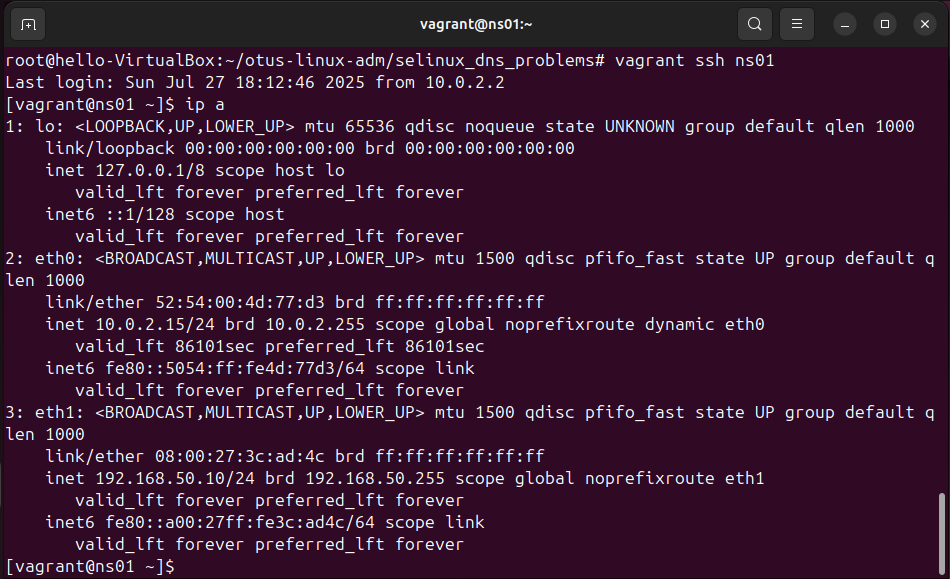 vagrant@ns01:~
root@hello-VirtualBox:~/otus-linux-adm/selinux_dns_problems# vagrant ssh ns01
Last login: Sun Jul 27 18:12:46 2025 from 10.0.2.2
[vagrant@ns01 ~]$ ip a
1: lo: <LOOPBACK,UP,LOWER_UP> mtu 65536 qdisc noqueue state UNKNOWN group default qlen 1000
    link/loopback 00:00:00:00:00:00 brd 00:00:00:00:00:00
    inet 127.0.0.1/8 scope host lo
       valid_lft forever preferred_lft forever
    inet6 ::1/128 scope host
       valid_lft forever preferred_lft forever
2: eth0: <BROADCAST,MULTICAST,UP,LOWER_UP> mtu 1500 qdisc pfifo_fast state UP group default q
len 1000
    link/ether 52:54:00:4d:77:d3 brd ff:ff:ff:ff:ff:ff
    inet 10.0.2.15/24 brd 10.0.2.255 scope global noprefixroute dynamic eth0
       valid_lft 86101sec preferred_lft 86101sec
    inet6 fe80::5054:ff:fe4d:77d3/64 scope link
       valid_lft forever preferred_lft forever
3: eth1: <BROADCAST,MULTICAST,UP,LOWER_UP> mtu 1500 qdisc pfifo_fast state UP group default q
len 1000
    link/ether 08:00:27:3c:ad:4c brd ff:ff:ff:ff:ff:ff
    inet 192.168.50.10/24 brd 192.168.50.255 scope global noprefixroute eth1
       valid_lft forever preferred_lft forever
    inet6 fe80::a00:27ff:fe3c:ad4c/64 scope link
       valid_lft forever preferred_lft forever
[vagrant@ns01 ~]$